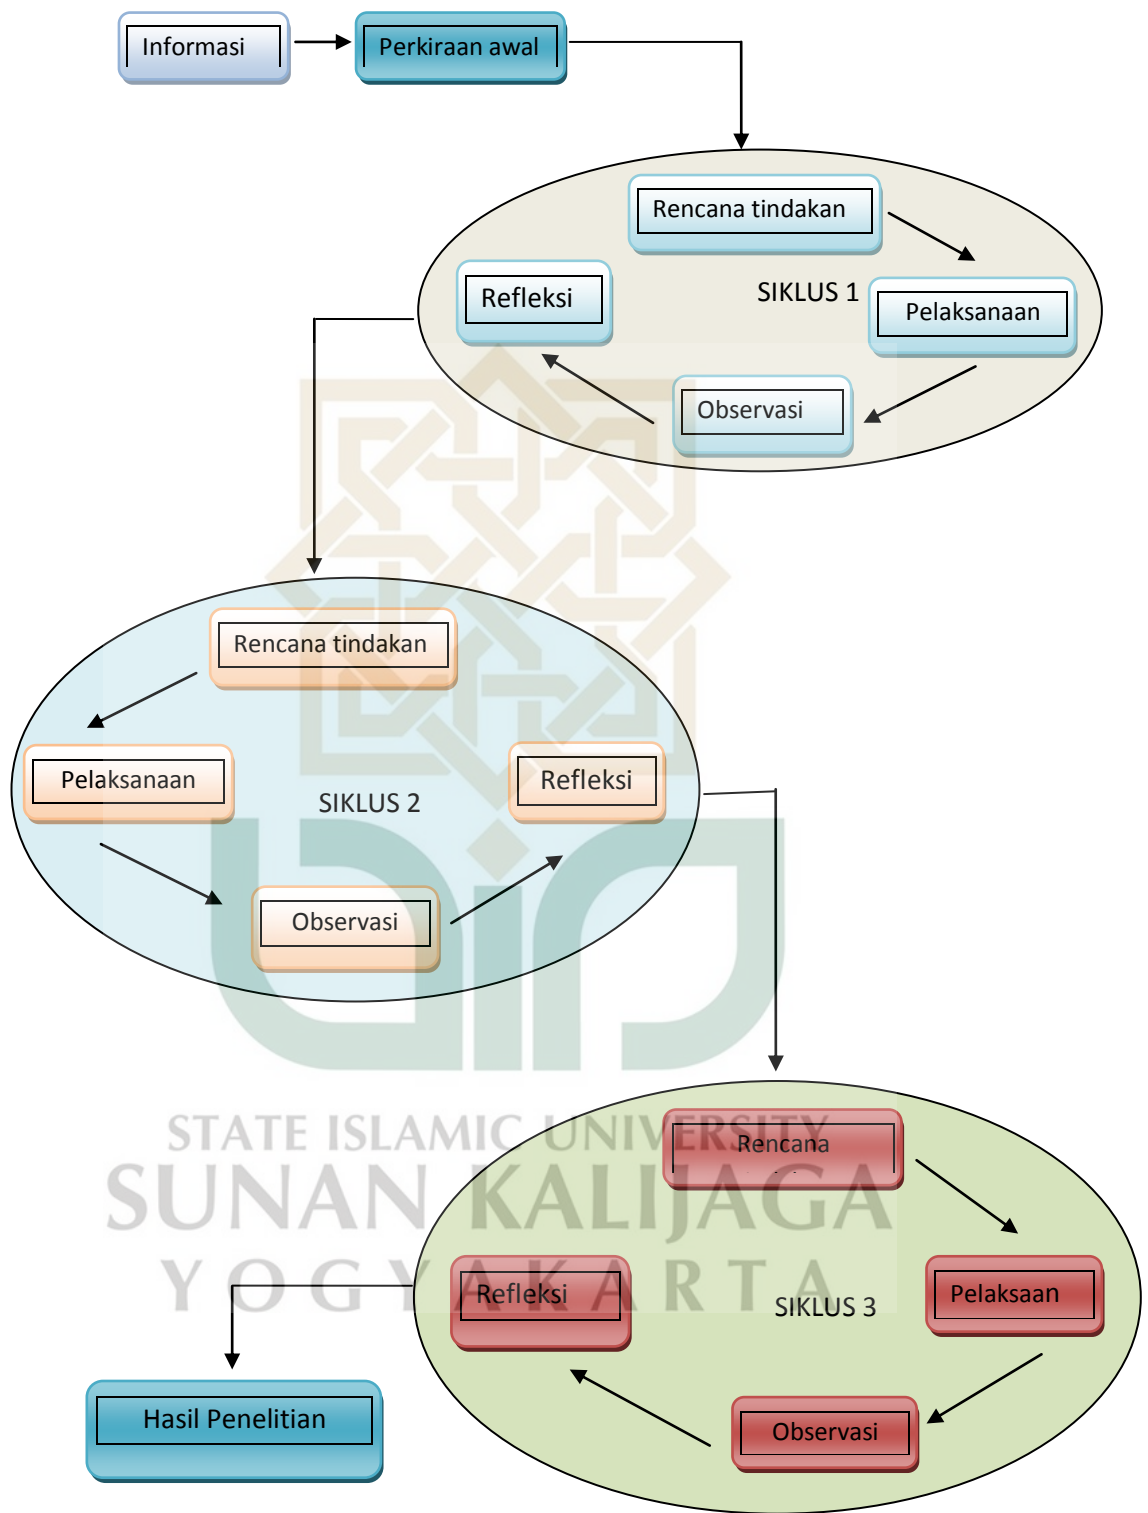 Informasi
Perkiraan awal
Rencana tindakan
SIKLUS 1
Refleksi
Pelaksanaan
Observasi
Rencana tindakan
Pelaksanaan
SIKLUS 2
Refleksi
Observasi
STATE ISLAMIC UNIVERSITY
SUNAN KALIJAGA
YOGYAKARTA
Rencana
Refleksi
SIKLUS 3
Pelaksaan
Hasil Penelitian
Observasi